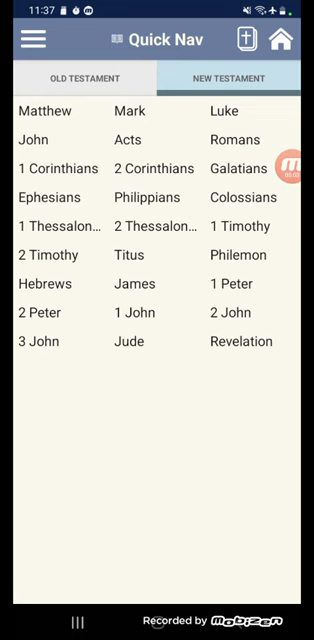 11:37
Quick Nav
OLD TESTAMENT NEW TESTAMENT
Matthew Mark Luke
John Acts Romans
1 Corinthians 2 Corinthians Galatians
Ephesians Philippians Colossians
1 Thessalon... 2 Thessalon... 1 Timothy
2 Timothy Titus Philemon
Hebrews James 1 Peter
2 Peter 1 John 2 John
3 John Jude Revelation
Recorded by Mobizen